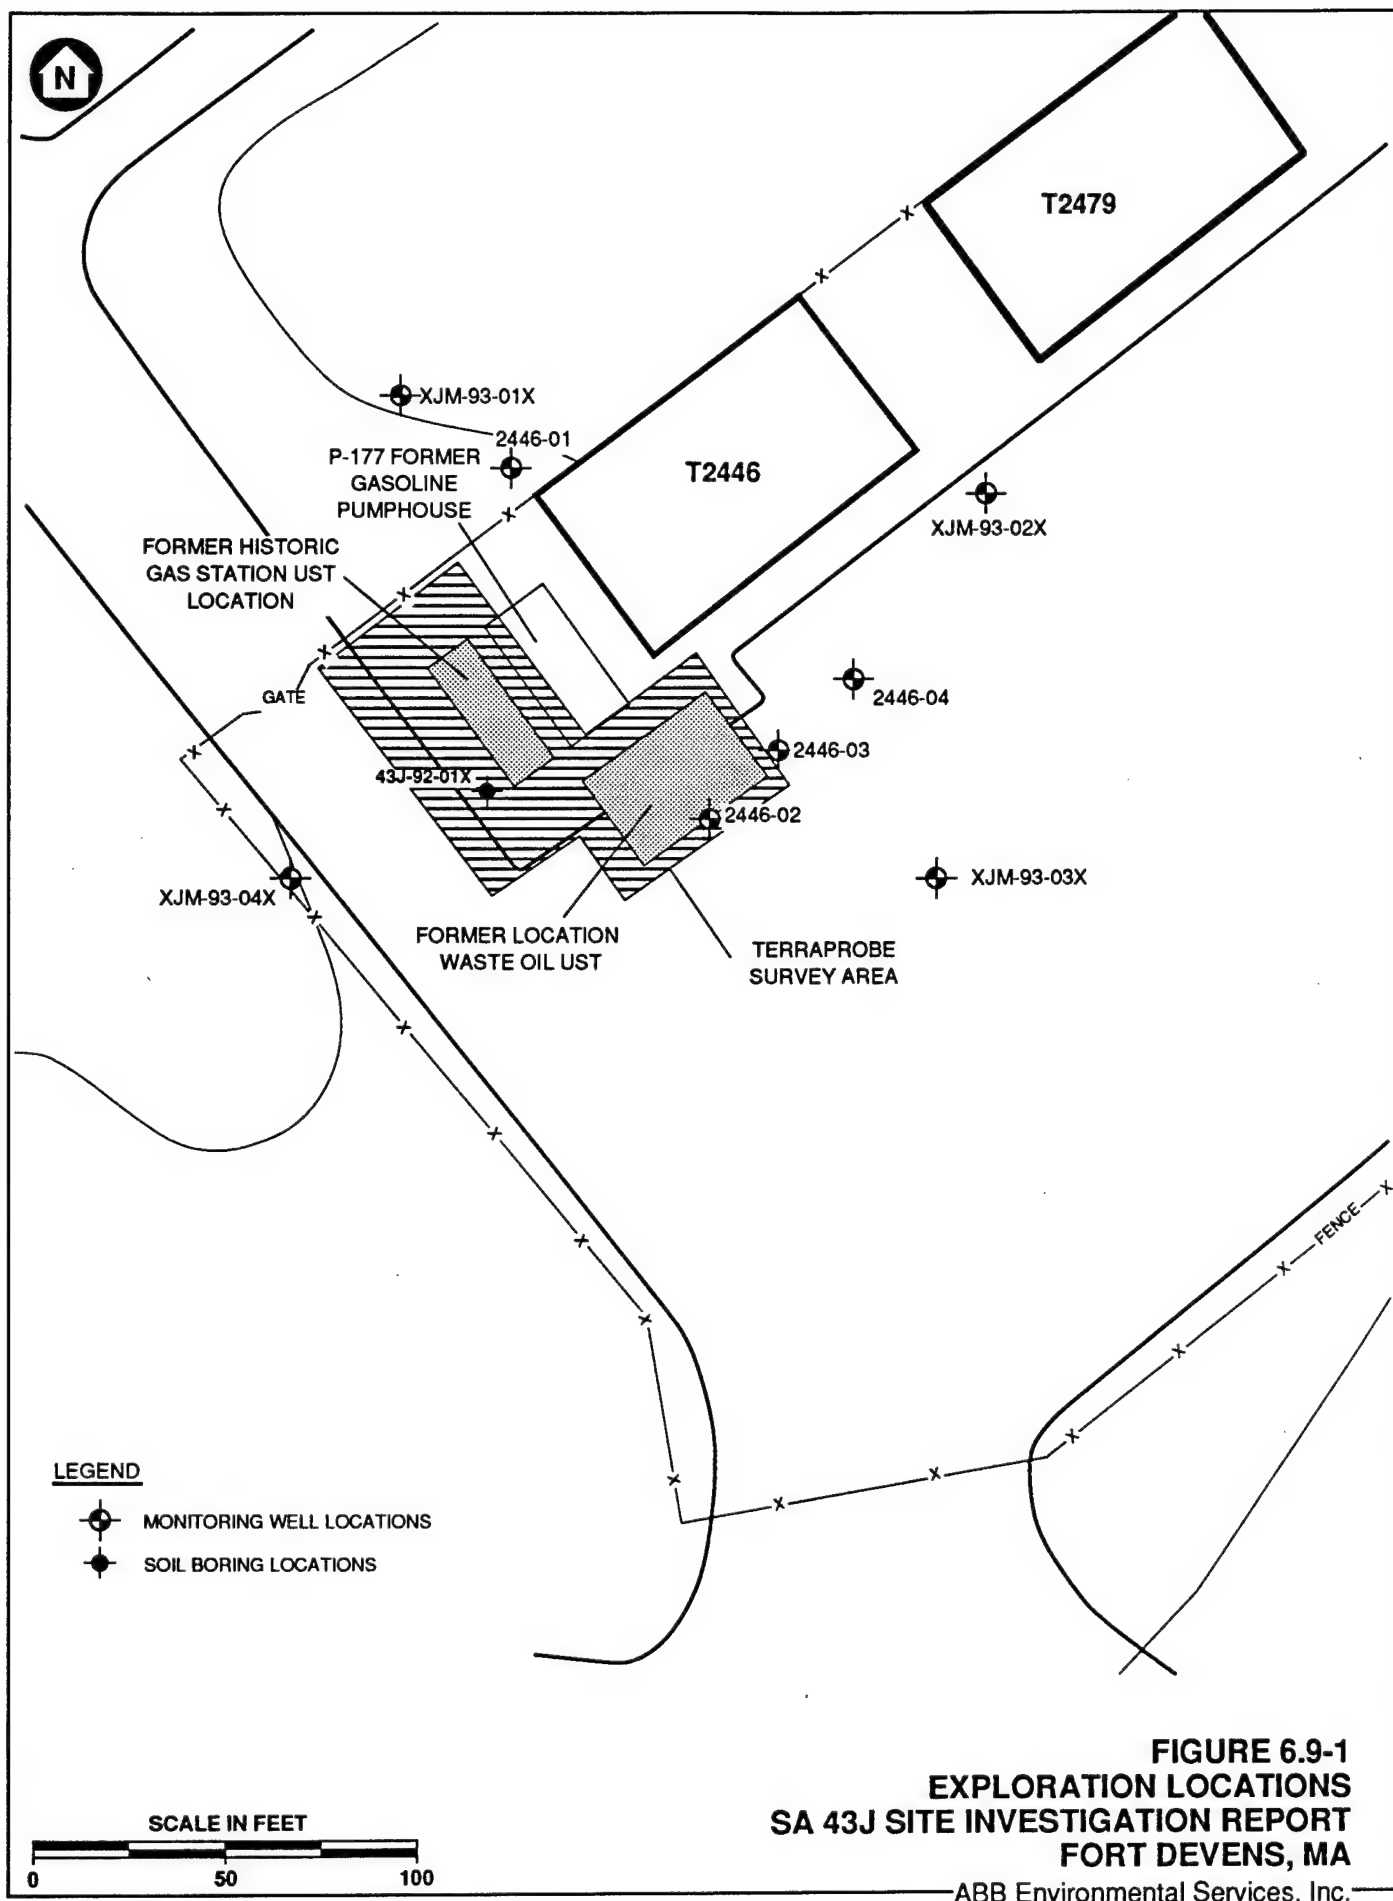 N
T2479
XJM-93-01X
2446-01
P-177 FORMER
GASOLINE
PUMPHOUSE
T2446
XJM-93-02X
FORMER HISTORIC
GAS STATION UST
LOCATION
GATE
2446-04
2446-03
43J-92-01X
2446-02
XJM-93-04X
XJM-93-03X
FORMER LOCATION
WASTE OIL UST
TERRAPROBE
SURVEY AREA
FENCE
LEGEND
MONITORING WELL LOCATIONS
SOIL BORING LOCATIONS
SCALE IN FEET
0 50 100
FIGURE 6.9-1
EXPLORATION LOCATIONS
SA 43J SITE INVESTIGATION REPORT
FORT DEVENS, MA
ABB Environmental Services, Inc.